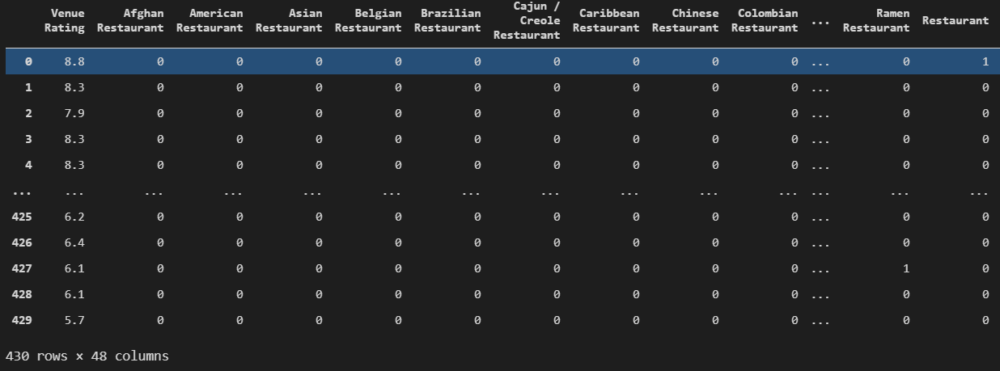 Venue Rating Afghan Restaurant American Restaurant Asian Restaurant Belgian Restaurant Brazilian Restaurant Cajun / Creole Restaurant Caribbean Restaurant Chinese Restaurant Colombian Restaurant ... Ramen Restaurant Restaurant
0 8.8 0 0 0 0 0 0 0 0 0 ... 0 1
1 8.3 0 0 0 0 0 0 0 0 0 ... 0 0
2 7.9 0 0 0 0 0 0 0 0 0 ... 0 0
3 8.3 0 0 0 0 0 0 0 0 0 ... 0 0
4 8.3 0 0 0 0 0 0 0 0 0 ... 0 0
... ... ... ... ... ... ... ... ... ... ... ... ... ...
425 6.2 0 0 0 0 0 0 0 0 0 ... 0 0
426 6.4 0 0 0 0 0 0 0 0 0 ... 0 0
427 6.1 0 0 0 0 0 0 0 0 0 ... 1 0
428 6.1 0 0 0 0 0 0 0 0 0 ... 0 0
429 5.7 0 0 0 0 0 0 0 0 0 ... 0 0
430 rows × 48 columns